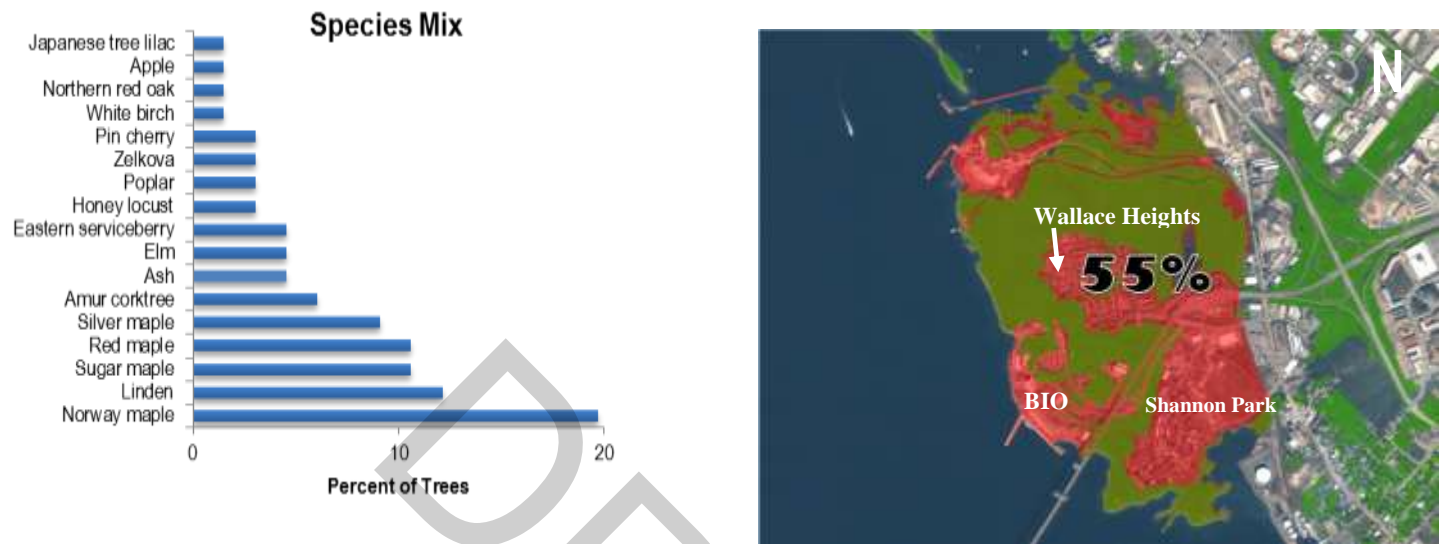 Species Mix
Japanese tree lilac
Apple
Northern red oak
White birch
Pin cherry
Zelkova
Poplar
Honey locust
Eastern serviceberry
Elm
Ash
Amur corktree
Silver maple
Red maple
Sugar maple
Linden
Norway maple
0 10 20
Percent of Trees
N
Wallace Heights
55%
BIO
Shannon Park